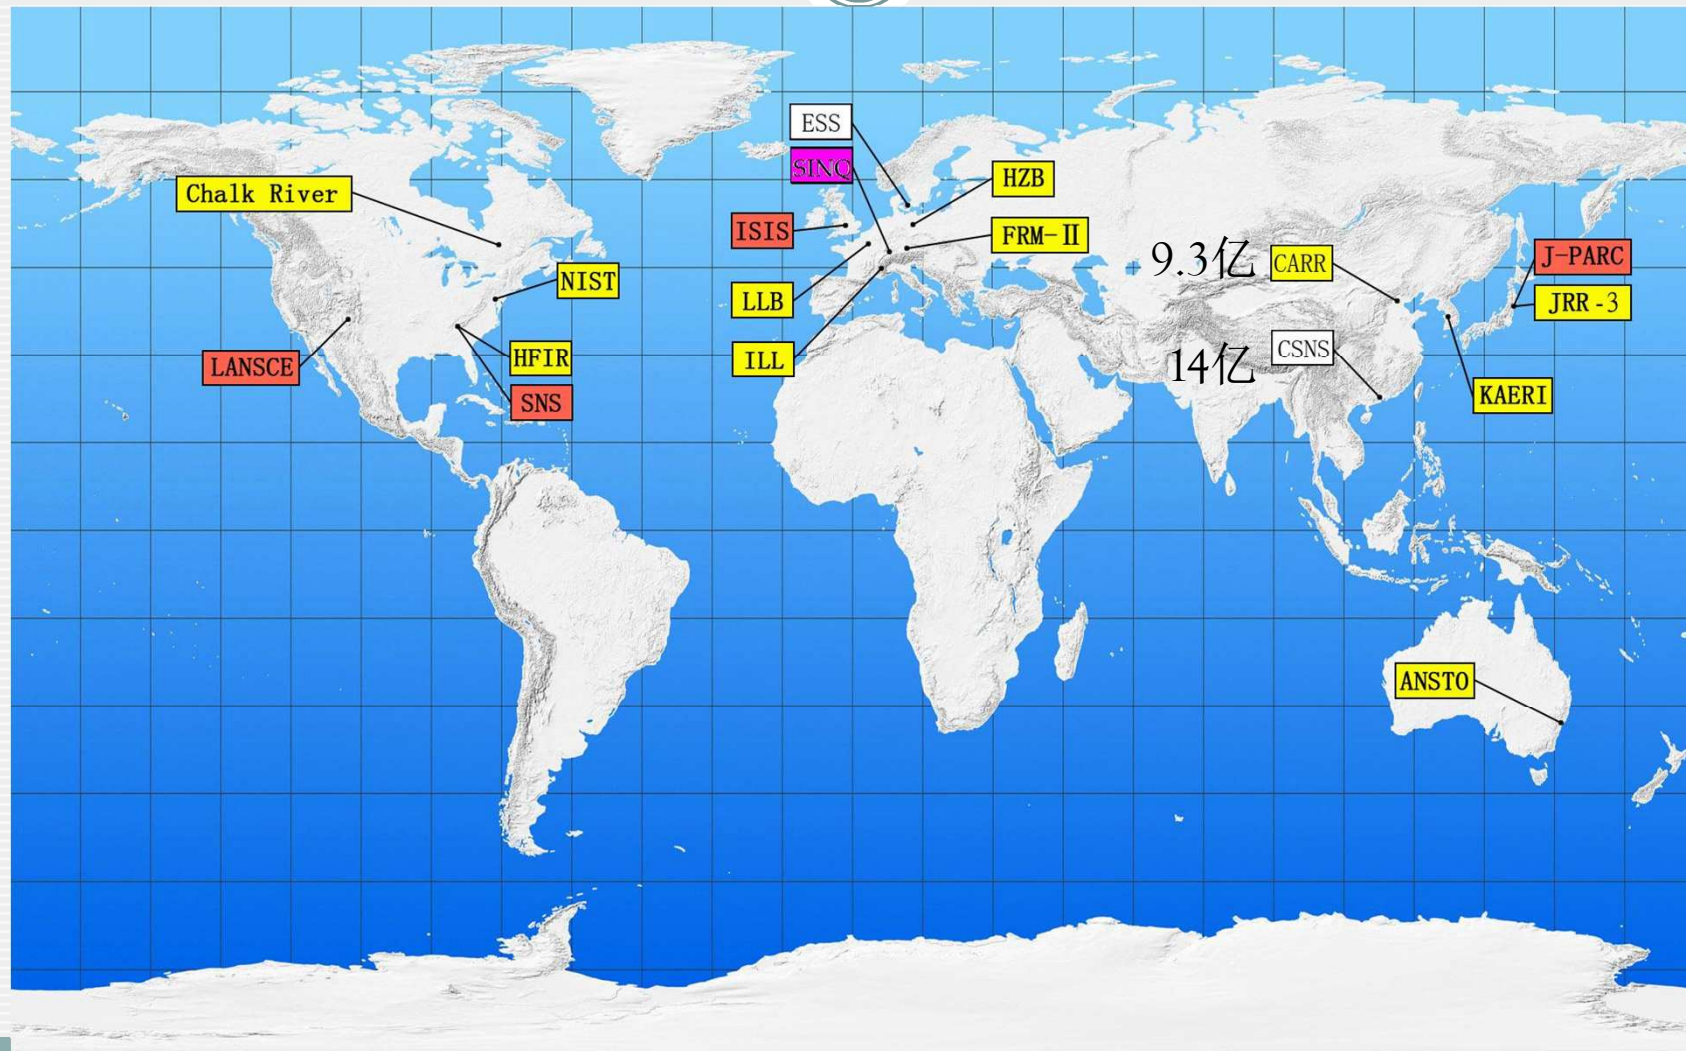 ESS
SINQ
HZB
Chalk River
ISIS
FRM-Ⅱ
9.3亿
CARR
J-PARC
NIST
LLB
JRR-3
HFIR
ILL
14亿
CSNS
LANSCE
SNS
KAERI
ANSTO